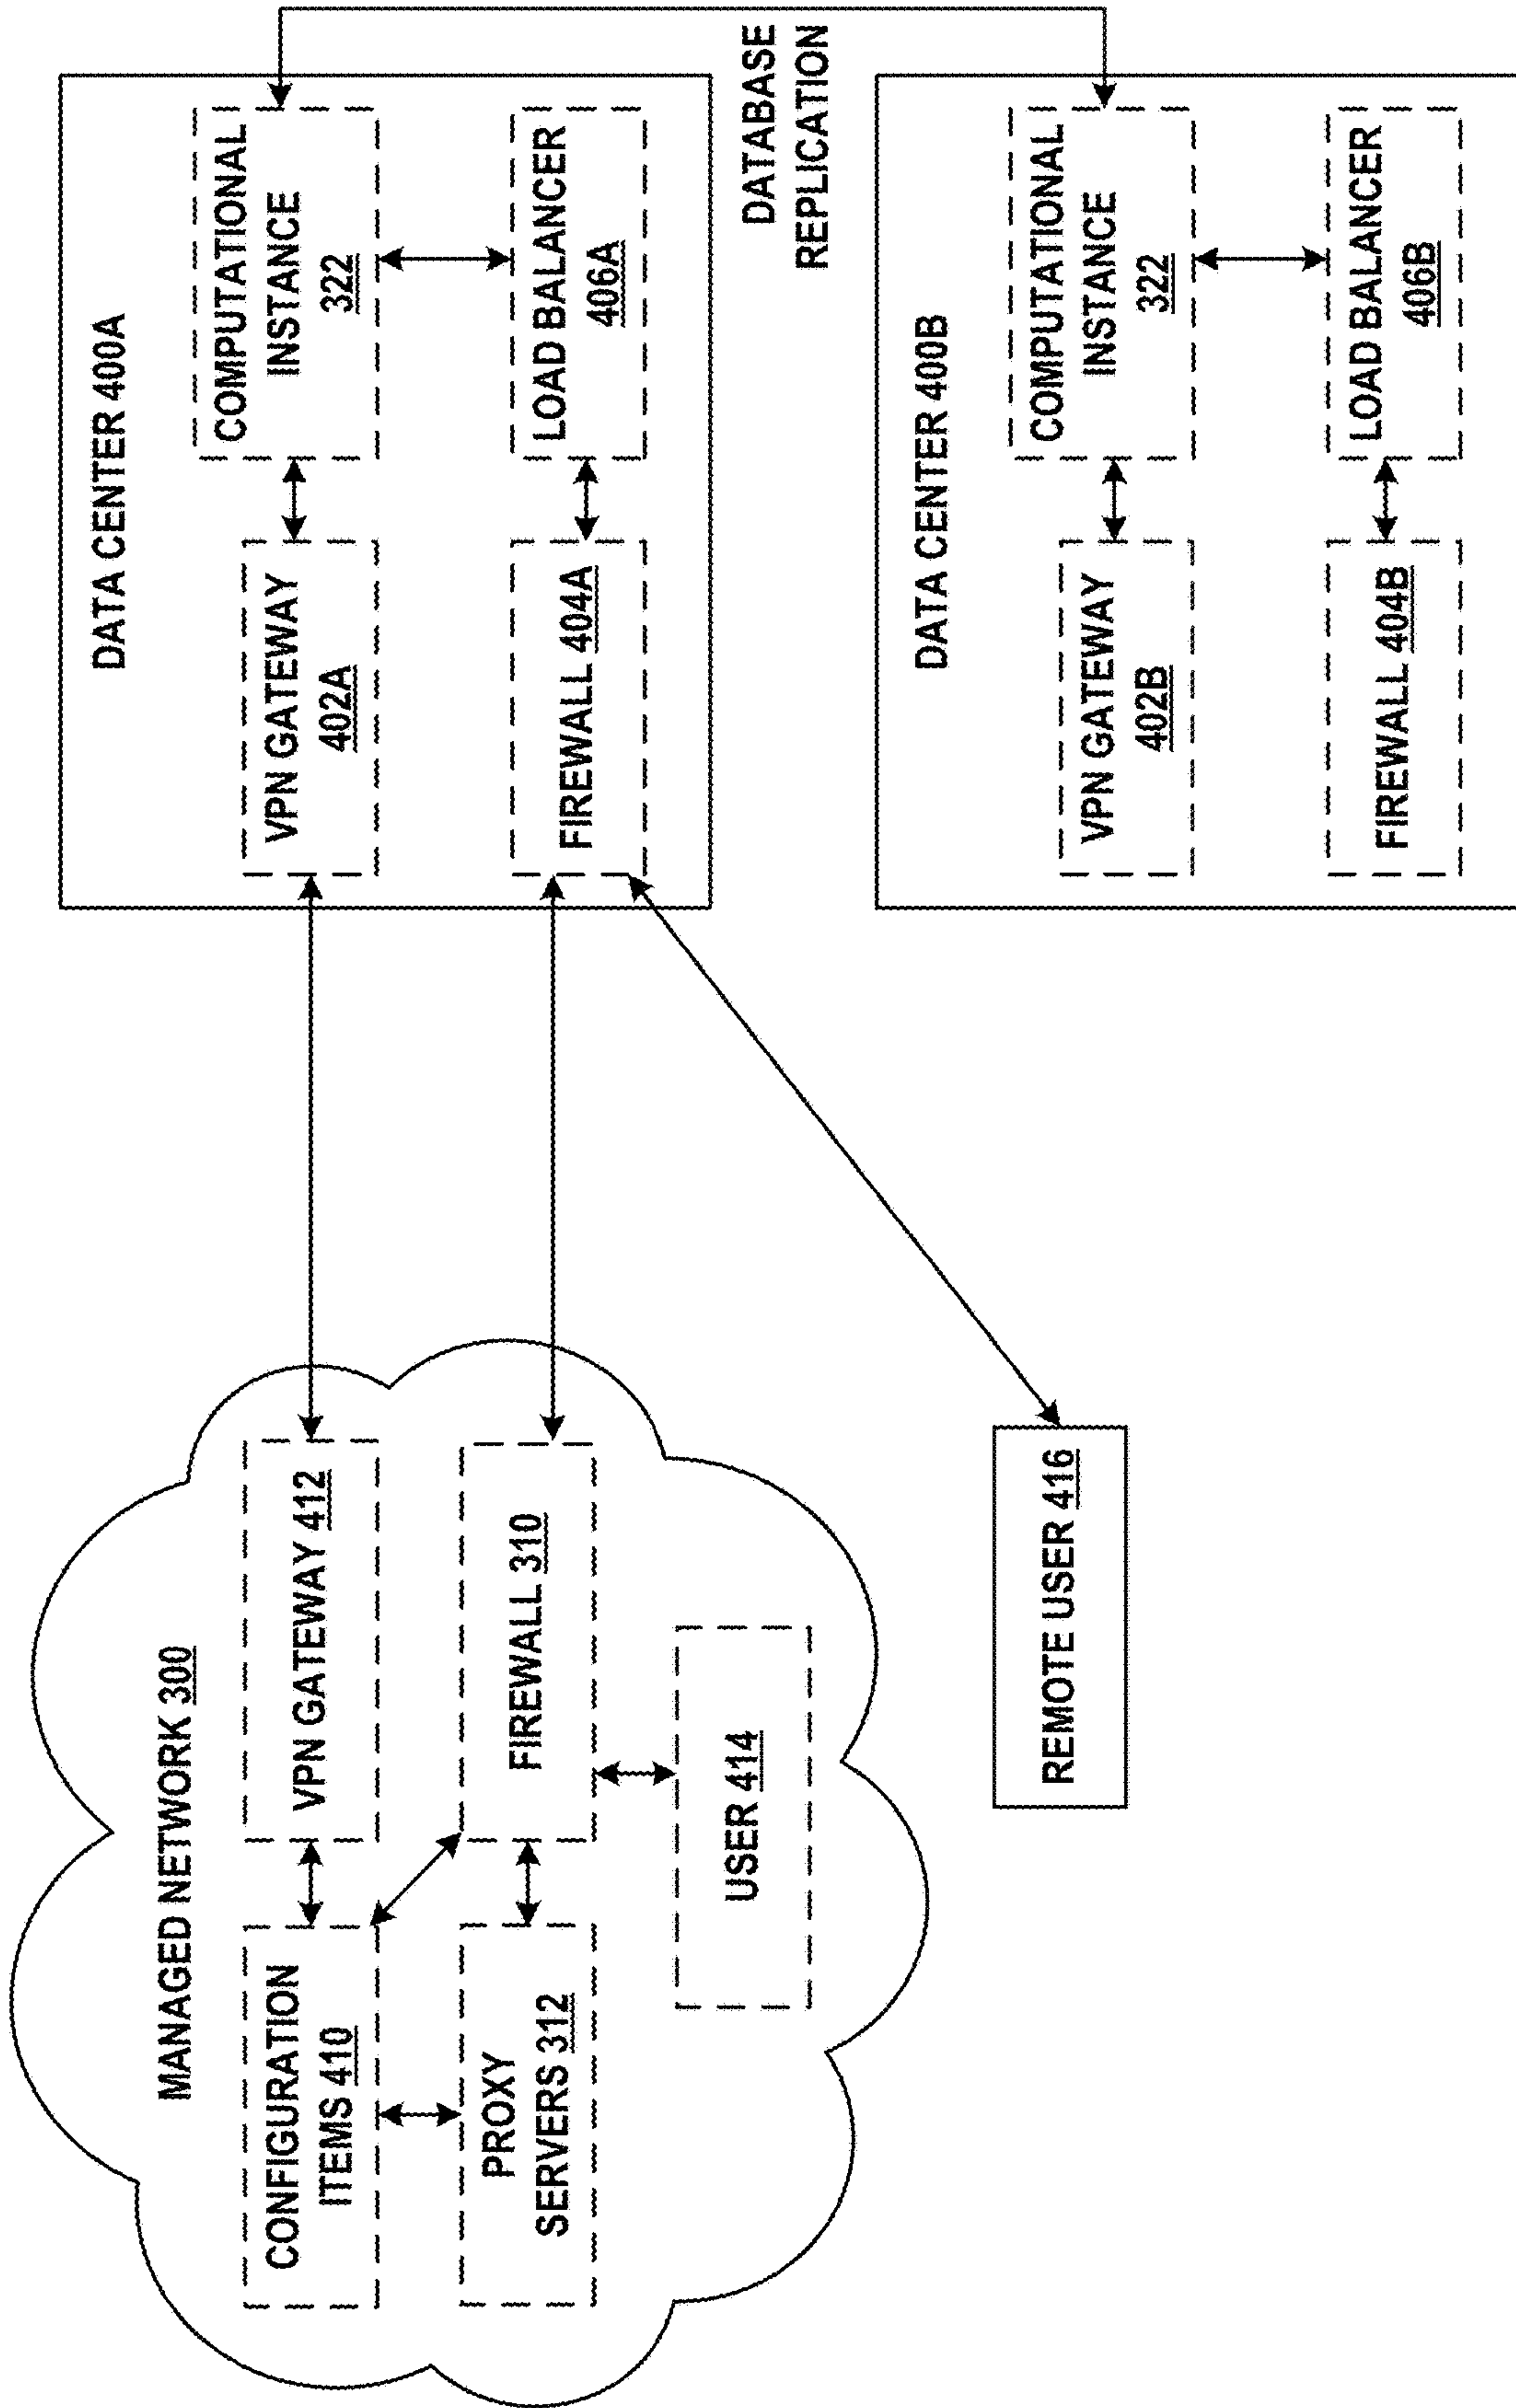 MANAGED NETWORK 300
CONFIGURATION
ITEMS 410
VPN GATEWAY 412
PROXY
SERVERS 312
FIREWALL 310
USER 414
REMOTE USER 416
DATA CENTER 400A
VPN GATEWAY
402A
COMPUTATIONAL
INSTANCE
322
FIREWALL 404A
LOAD BALANCER
406A
DATABASE
REPLICATION
DATA CENTER 400B
VPN GATEWAY
402B
COMPUTATIONAL
INSTANCE
322
FIREWALL 404B
LOAD BALANCER
406B